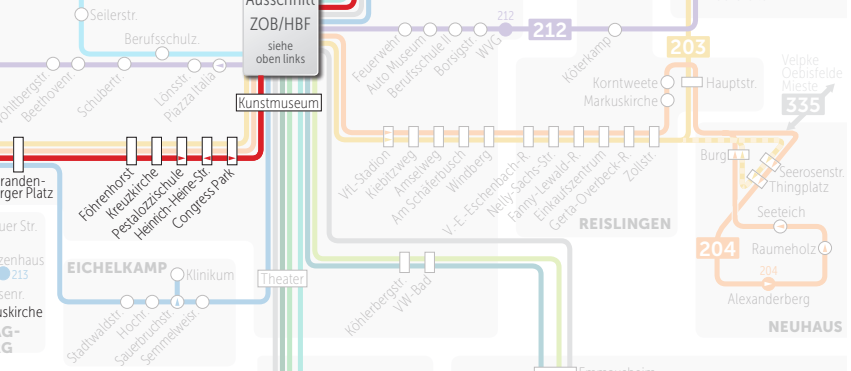 Ausschnitt
ZOB/HBF
siehe
oben links
Seilerstr.
Berufsschulz.
Beethovenr.
Schubertr.
Lönsstr.
Piazza Italia
Kunstmuseum
Feuerwehr
Auto Museum
Berufsschule II
Borsigstr.
WVG
212
212
Köterkamp
203
Korntweete
Markuskirche
Hauptstr.
Velpke
Oebisfelde
Mieste
335
Föhrenhorst
Kreuzkirche
Pestalozzischule
Heinrich-Heine-Str.
Congress Park
VfL-Stadion
Kiebitzweg
Amselweg
Am Schäferbusch
Windberg
V.-E.-Eschenbach-R.
Nelly-Sachs-Str.
Fanny-Lewald-R.
Einkaufszentrum
Gerta-Overbeck-R.
Zollstr.
REISLINGEN
Burg
Seerosenstr.
Thingplatz
Seeteich
Raumeholz
204
204
Alexanderberg
NEUHAUS
EICHELKAMP
Klinikum
213
Stadtwaldstr.
Hochr.
Sauerbruchstr.
Semmelweisr.
Theater
Köhlerbergstr.
VW-Bad